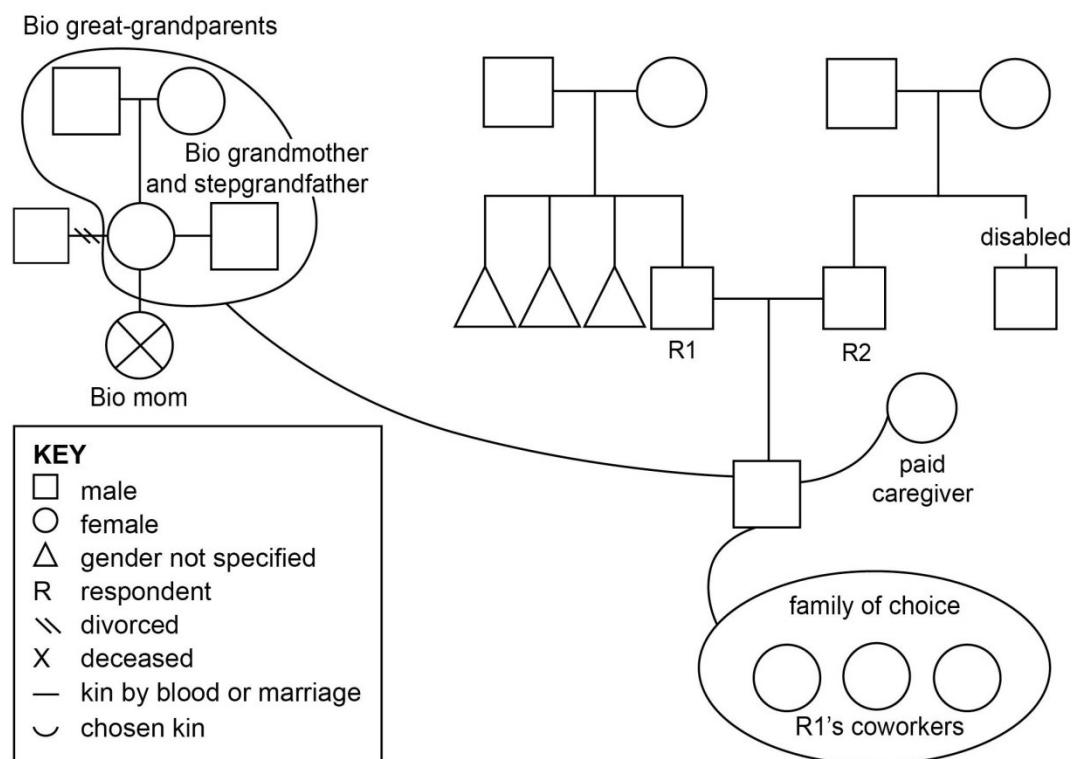 Bio great-grandparents
Bio grandmother
and stepgrandfather
disabled
R1
R2
Bio mom
paid
caregiver
KEY
male
female
gender not specified
R respondent
divorced
X deceased
kin by blood or marriage
chosen kin
family of choice
R1’s coworkers